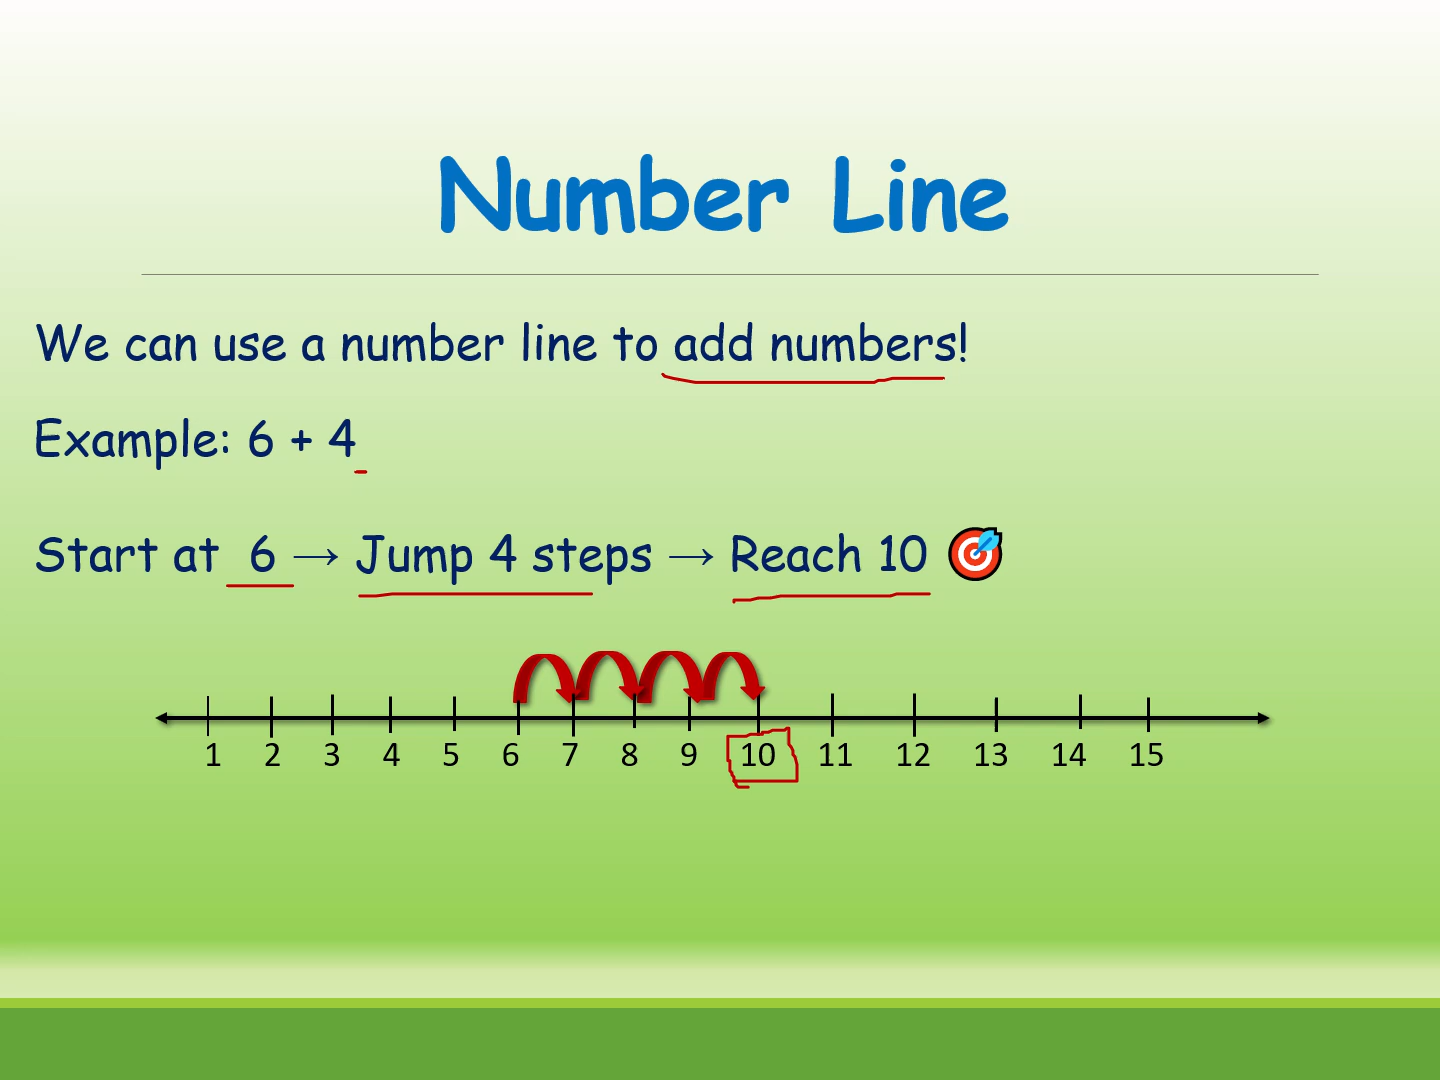 Number Line
We can use a number line to add numbers!
Example: 6 + 4
Start at 6 → Jump 4 steps → Reach 10 🎯
1 2 3 4 5 6 7 8 9 10 11 12 13 14 15